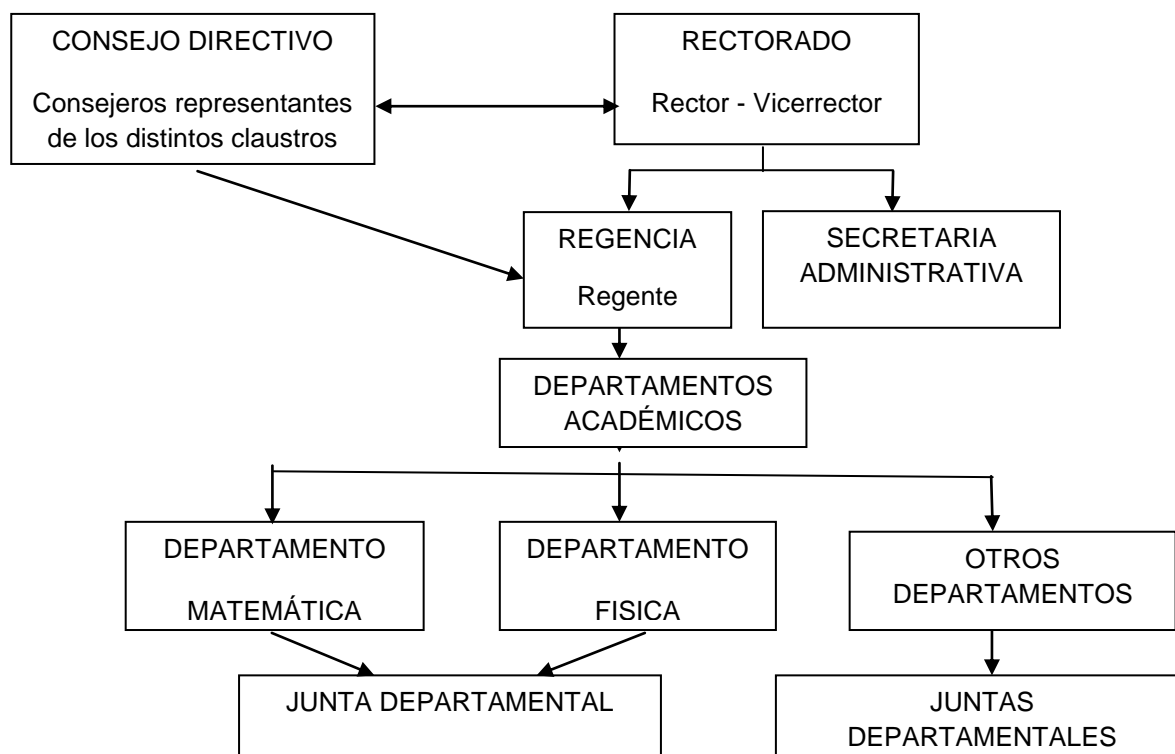 CONSEJO DIRECTIVO
Consejeros representantes
de los distintos claustros
RECTORADO
Rector - Vicerrector
REGENCIA
Regente
SECRETARIA
ADMINISTRATIVA
DEPARTAMENTOS
ACADÉMICOS
DEPARTAMENTO
MATEMÁTICA
DEPARTAMENTO
FISICA
OTROS
DEPARTAMENTOS
JUNTA DEPARTAMENTAL
JUNTAS
DEPARTAMENTALES